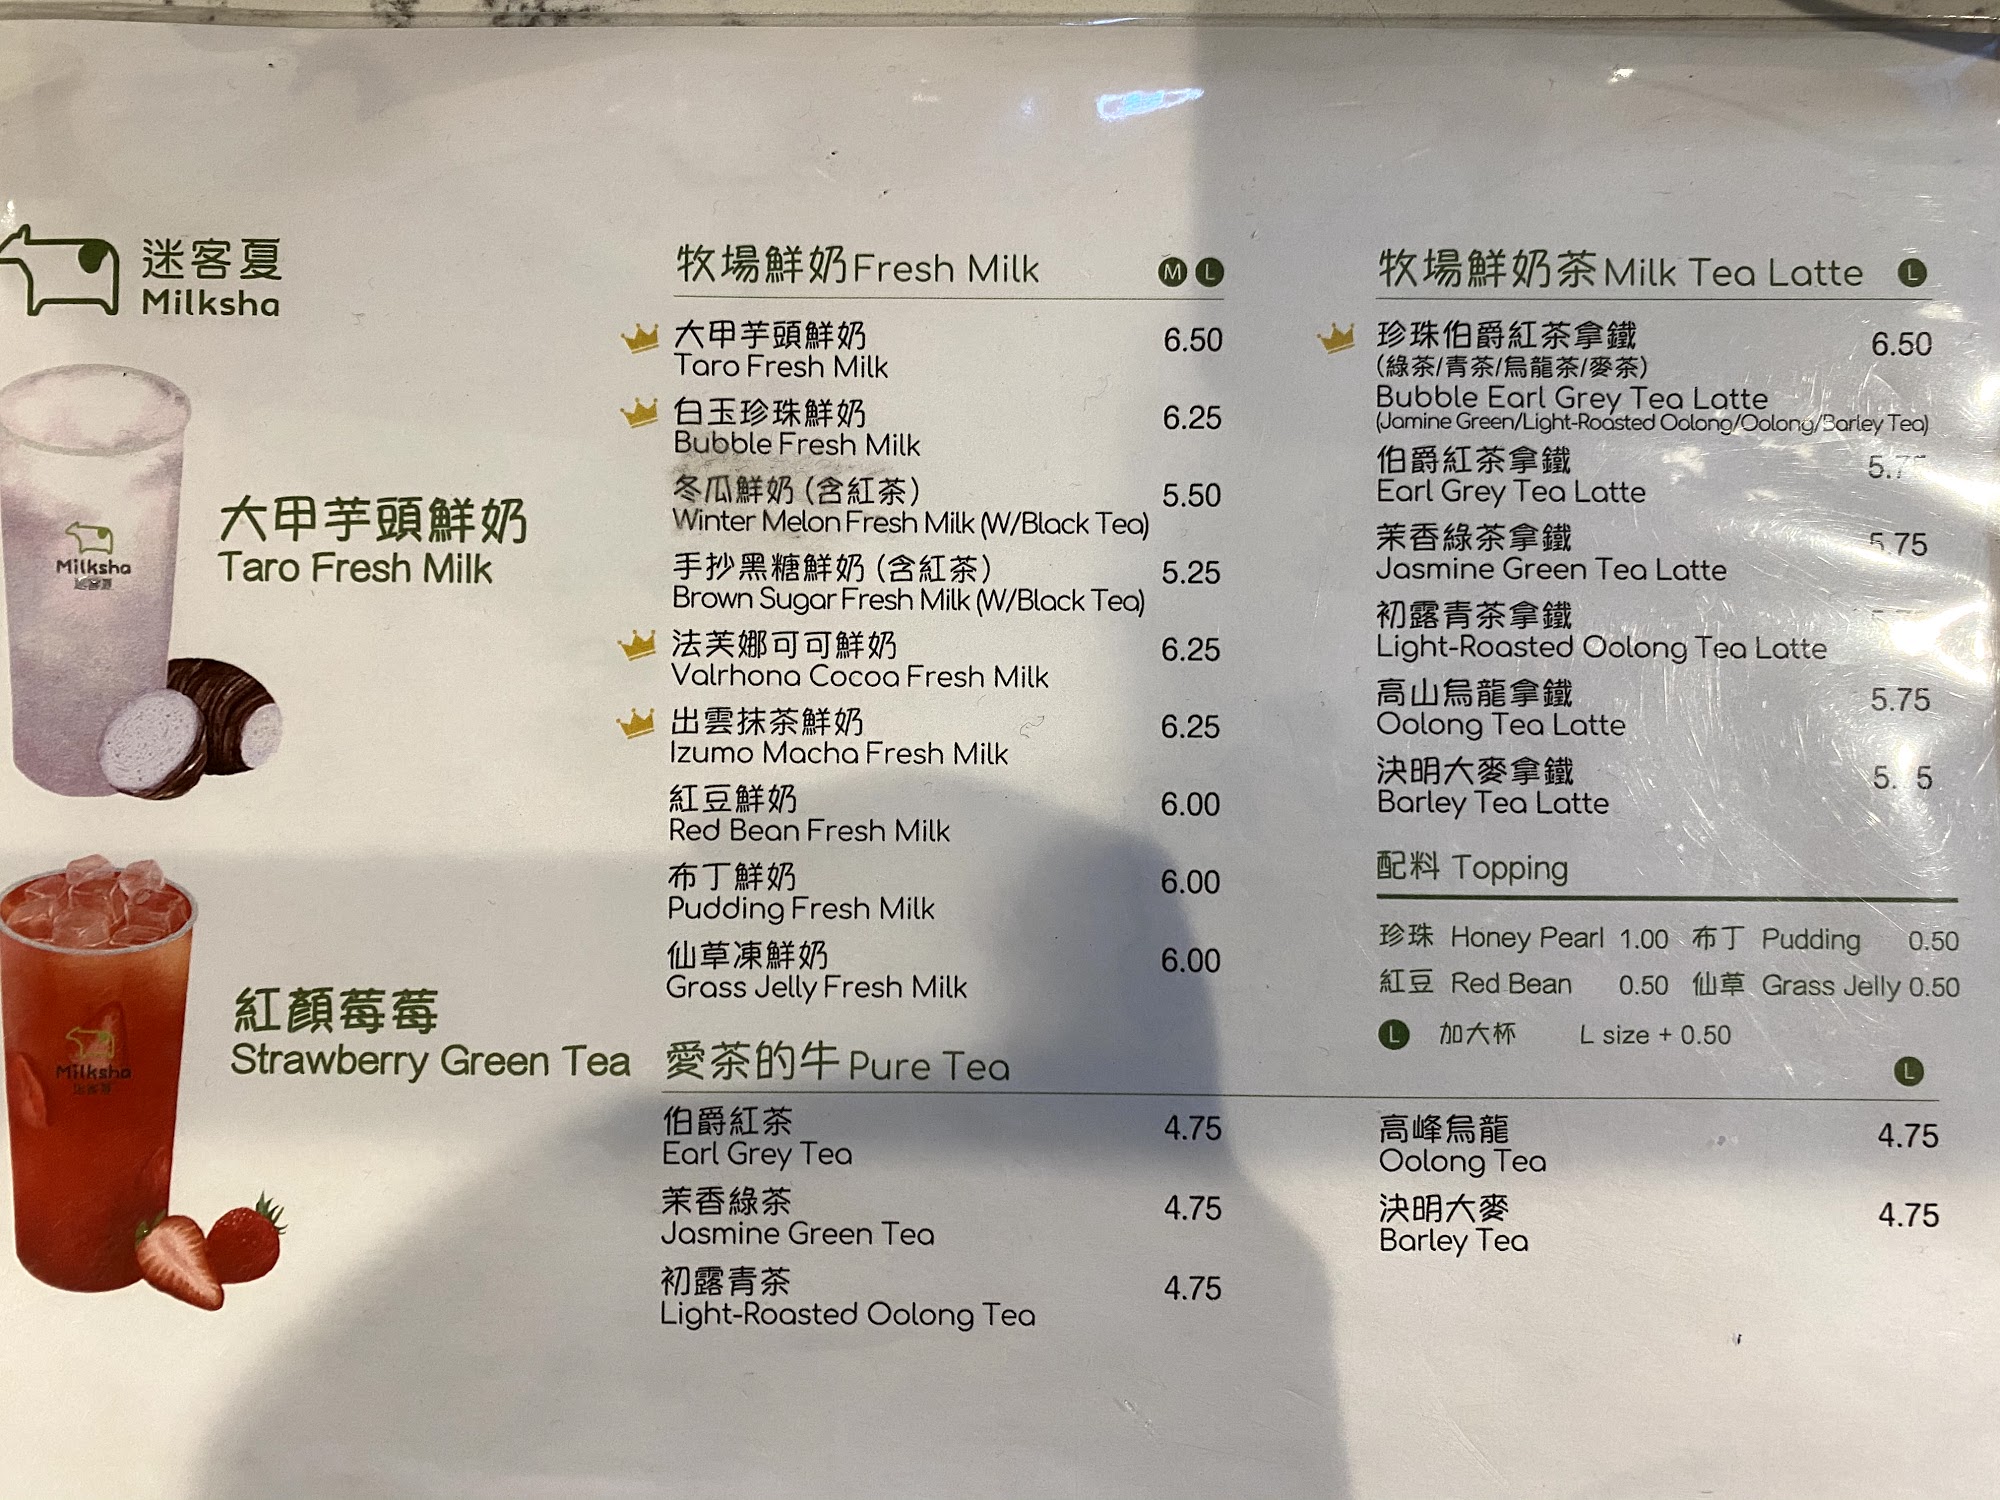 迷客夏
Milksha
Milksha
大甲芋頭鮮奶
Taro Fresh Milk
Milksha
紅顏莓莓
Strawberry Green Tea
牧場鮮奶 Fresh Milk M L
大甲芋頭鮮奶 6.50
Taro Fresh Milk
白玉珍珠鮮奶 6.25
Bubble Fresh Milk
冬瓜鮮奶 (含紅茶) 5.50
Winter Melon Fresh Milk (W/Black Tea)
手抄黑糖鮮奶 (含紅茶) 5.25
Brown Sugar Fresh Milk (W/Black Tea)
法芙娜可可鮮奶 6.25
Valrhona Cocoa Fresh Milk
出雲抹茶鮮奶 6.25
Izumo Macha Fresh Milk
紅豆鮮奶 6.00
Red Bean Fresh Milk
布丁鮮奶 6.00
Pudding Fresh Milk
仙草凍鮮奶 6.00
Grass Jelly Fresh Milk
牧場鮮奶茶 Milk Tea Latte L
珍珠伯爵紅茶拿鐵 6.50
(綠茶/青茶/烏龍茶/麥茶)
Bubble Earl Grey Tea Latte
(Jamine Green/Light-Roasted Oolong/Oolong/Barley Tea)
伯爵紅茶拿鐵
Earl Grey Tea Latte
茉香綠茶拿鐵 5.75
Jasmine Green Tea Latte
初露青茶拿鐵
Light-Roasted Oolong Tea Latte
高山烏龍拿鐵 5.75
Oolong Tea Latte
決明大麥拿鐵
Barley Tea Latte
配料 Topping
珍珠 Honey Pearl 1.00 布丁 Pudding 0.50
紅豆 Red Bean 0.50 仙草 Grass Jelly 0.50
L 加大杯 L size + 0.50
愛茶的牛 Pure Tea L
伯爵紅茶 4.75
Earl Grey Tea
茉香綠茶 4.75
Jasmine Green Tea
初露青茶 4.75
Light-Roasted Oolong Tea
高峰烏龍 4.75
Oolong Tea
決明大麥 4.75
Barley Tea